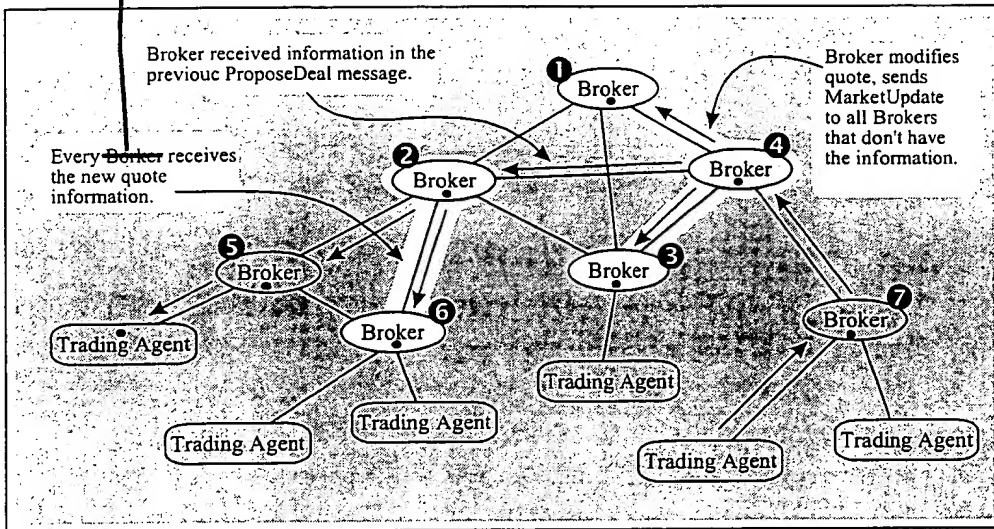 Broker received information in the
previouc ProposeDeal message.
Broker modifies
quote, sends
MarketUpdate
to all Brokers
that don't have
the information.
Every Borker receives
the new quote
information.
1
Broker
2
Broker
4
Broker
5
Broker
3
Broker
6
Broker
7
Broker
Trading Agent
Trading Agent
Trading Agent
Trading Agent
Trading Agent
Trading Agent